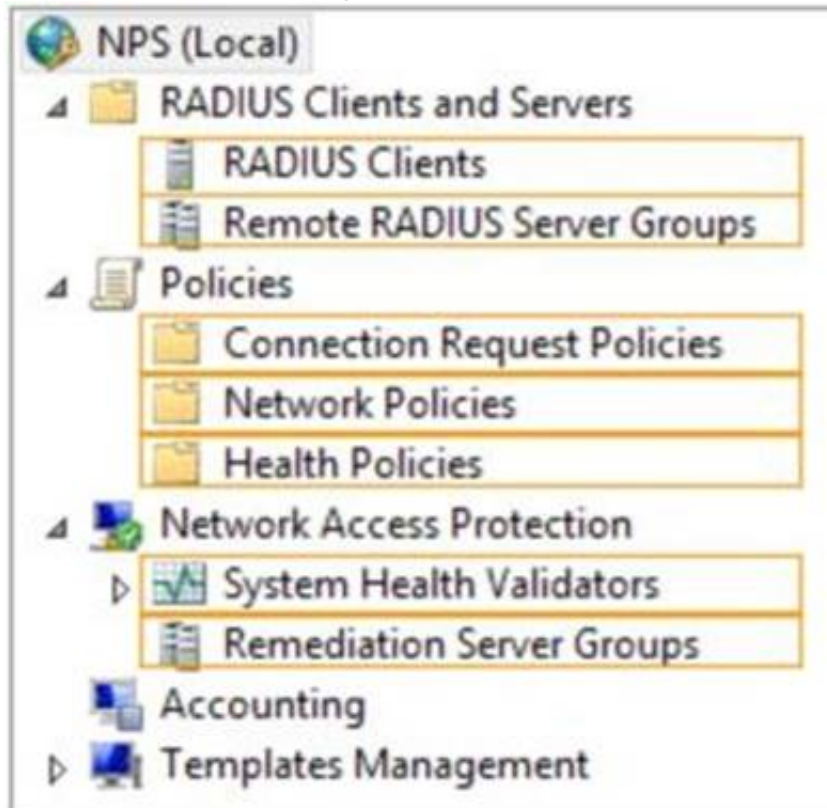 NPS (Local)
RADIUS Clients and Servers
RADIUS Clients
Remote RADIUS Server Groups
Policies
Connection Request Policies
Network Policies
Health Policies
Network Access Protection
System Health Validators
Remediation Server Groups
Accounting
Templates Management